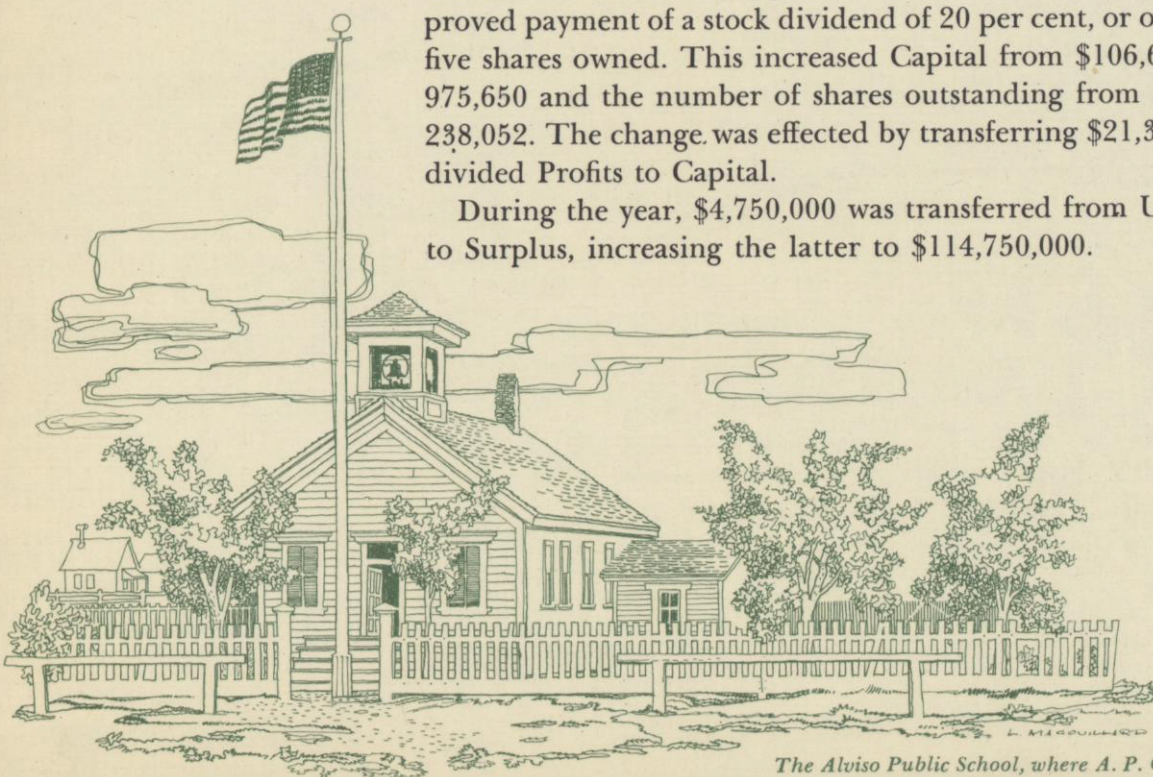 proved payment of a stock dividend of 20 per cent, or o
five shares owned. This increased Capital from $106,6
975,650 and the number of shares outstanding from
238,052. The change was effected by transferring $21,3
divided Profits to Capital.
During the year, $4,750,000 was transferred from U
to Surplus, increasing the latter to $114,750,000.
L. MACOUILLARD
The Alviso Public School, where A. P. G